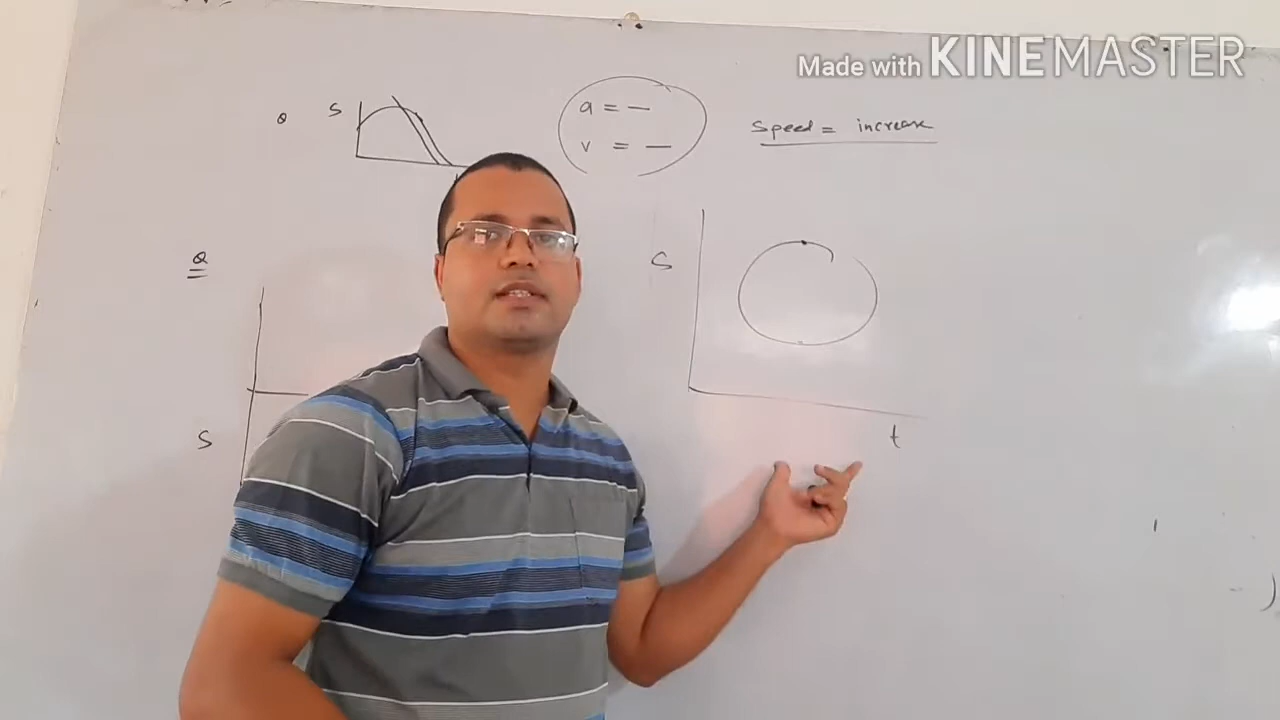 Made with KINEMASTER
Q S
a = —
v = —
Speed = increase
Q
S
S
t